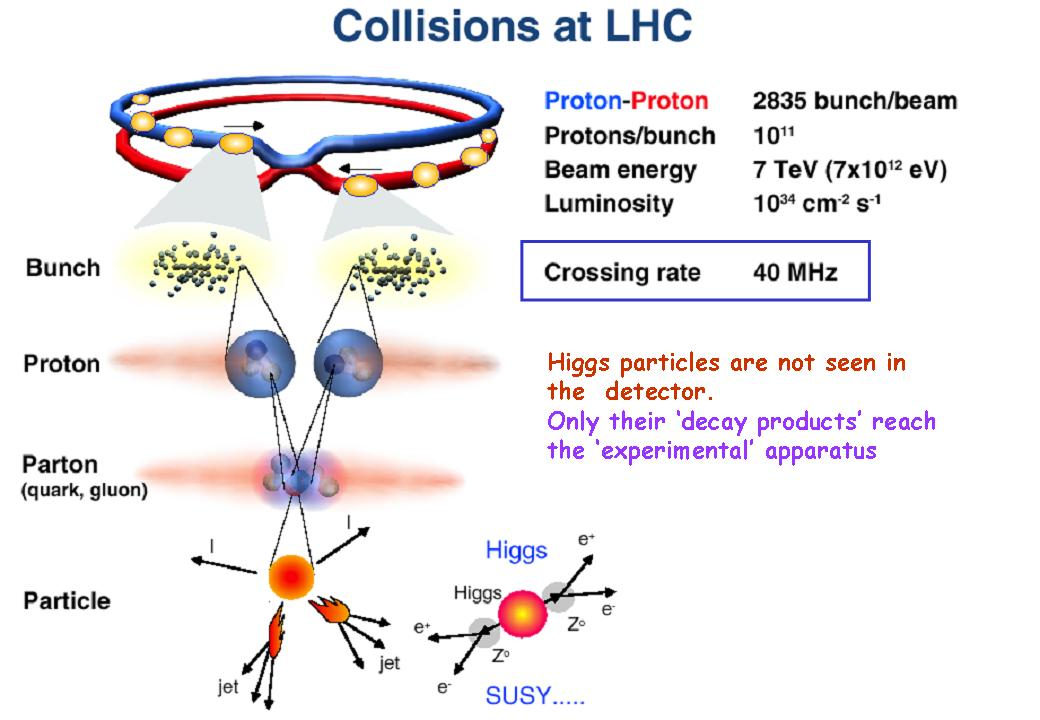 Collisions at LHC
Proton-Proton 2835 bunch/beam
Protons/bunch 10¹¹
Beam energy 7 TeV (7x10¹² eV)
Luminosity 10³⁴ cm⁻² s⁻¹
Crossing rate 40 MHz
Bunch
Proton
Higgs particles are not seen in
the detector.
Only their ‘decay products’ reach
the ‘experimental’ apparatus
Parton
(quark, gluon)
Particle
l
l
jet
jet
Higgs
Higgs
e⁺
e⁻
Z⁰
e⁺
Z⁰
e⁻
SUSY.....